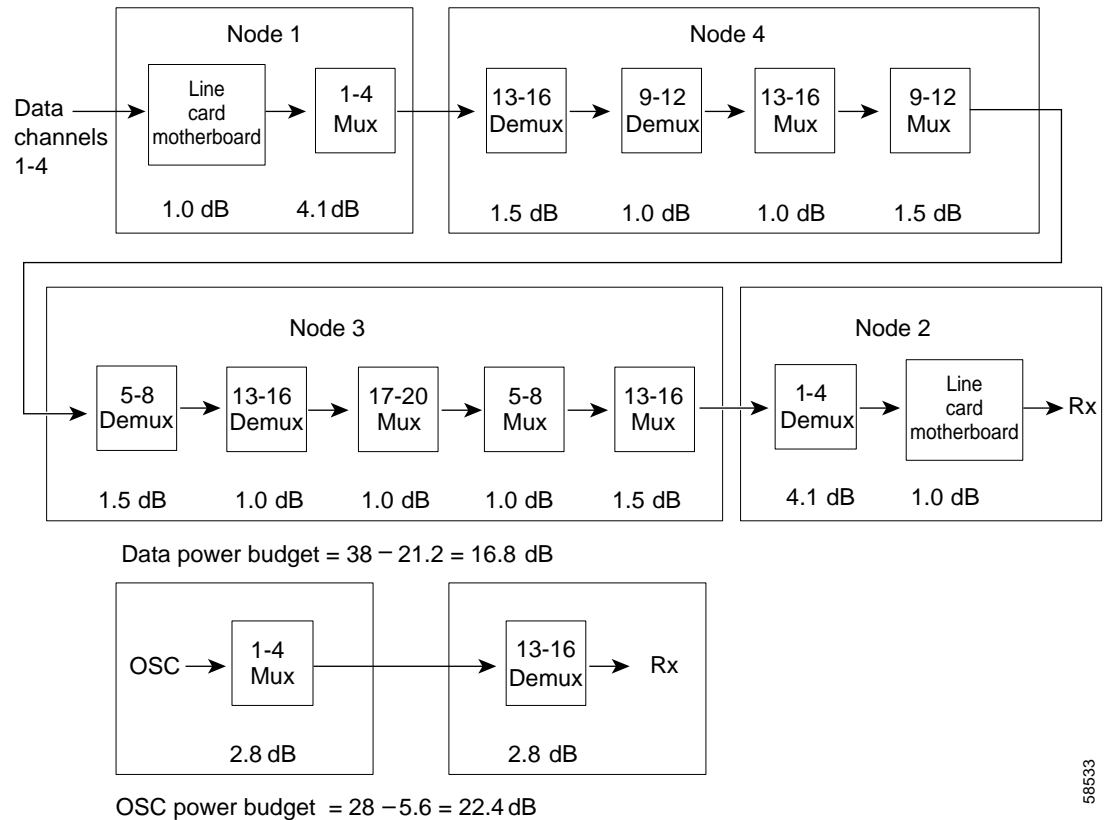 Node 1
Node 4
Data
channels
1-4
Line
card
motherboard
1-4
Mux
13-16
Demux
9-12
Demux
13-16
Mux
9-12
Mux
1.0 dB
4.1 dB
1.5 dB
1.0 dB
1.0 dB
1.5 dB
Node 3
Node 2
5-8
Demux
13-16
Demux
17-20
Mux
5-8
Mux
13-16
Mux
1-4
Demux
Line
card
motherboard
Rx
1.5 dB
1.0 dB
1.0 dB
1.0 dB
1.5 dB
4.1 dB
1.0 dB
Data power budget = 38 – 21.2 = 16.8 dB
OSC
1-4
Mux
13-16
Demux
Rx
2.8 dB
2.8 dB
OSC power budget = 28 – 5.6 = 22.4 dB
58533